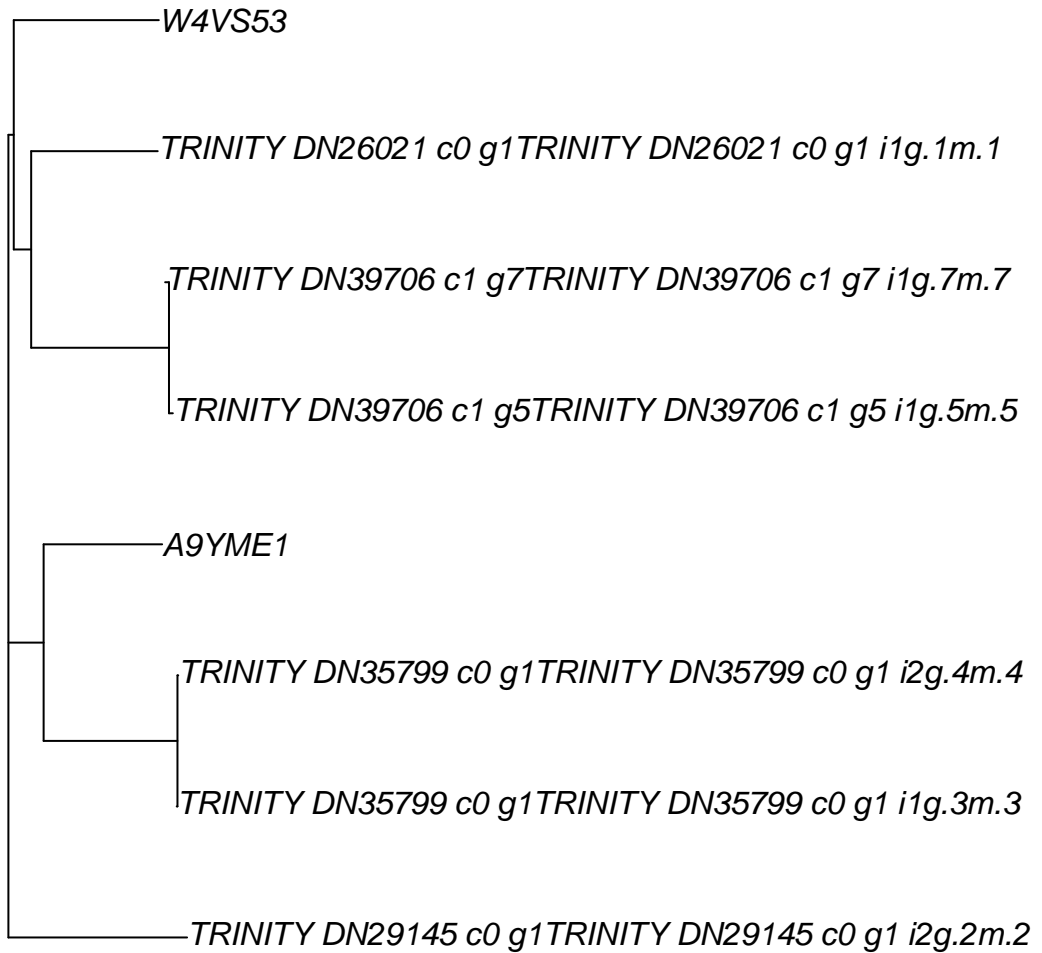 W4VS53
TRINITY DN26021 c0 g1TRINITY DN26021 c0 g1 i1g.1m.1
TRINITY DN39706 c1 g7TRINITY DN39706 c1 g7 i1g.7m.7
TRINITY DN39706 c1 g5TRINITY DN39706 c1 g5 i1g.5m.5
A9YME1
TRINITY DN35799 c0 g1TRINITY DN35799 c0 g1 i2g.4m.4
TRINITY DN35799 c0 g1TRINITY DN35799 c0 g1 i1g.3m.3
TRINITY DN29145 c0 g1TRINITY DN29145 c0 g1 i2g.2m.2